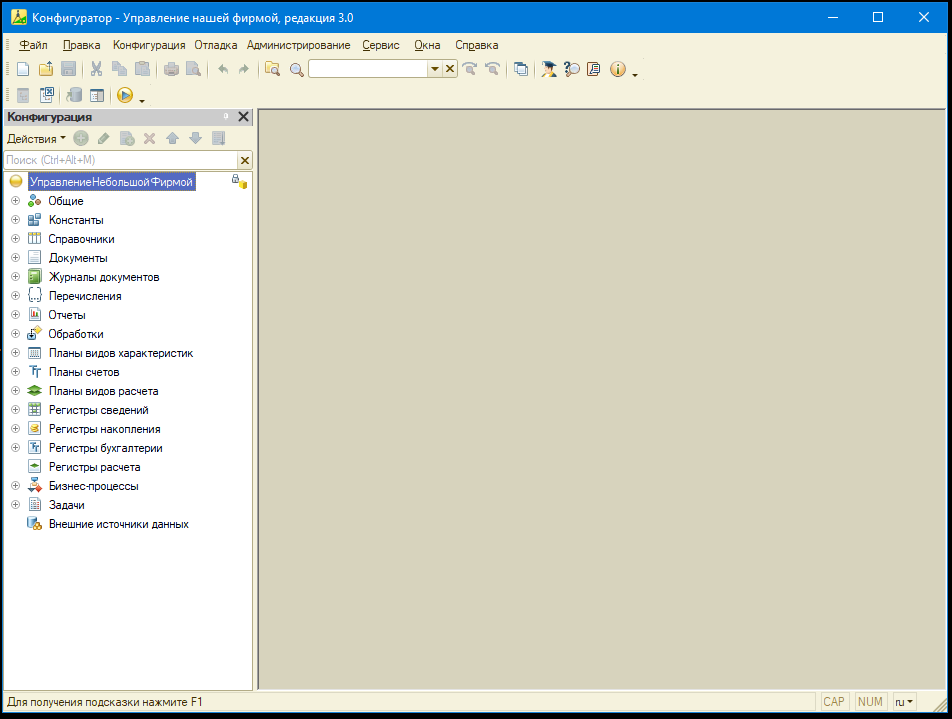 Конфигуратор - Управление нашей фирмой, редакция 3.0
Файл Правка Конфигурация Отладка Администрирование Сервис Окна Справка
Конфигурация
Действия
Поиск (Ctrl+Alt+M)
УправлениеНебольшойФирмой
Общие
Константы
Справочники
Документы
Журналы документов
Перечисления
Отчеты
Обработки
Планы видов характеристик
Планы счетов
Планы видов расчета
Регистры сведений
Регистры накопления
Регистры бухгалтерии
Регистры расчета
Бизнес-процессы
Задачи
Внешние источники данных
Для получения подсказки нажмите F1 CAP NUM ru